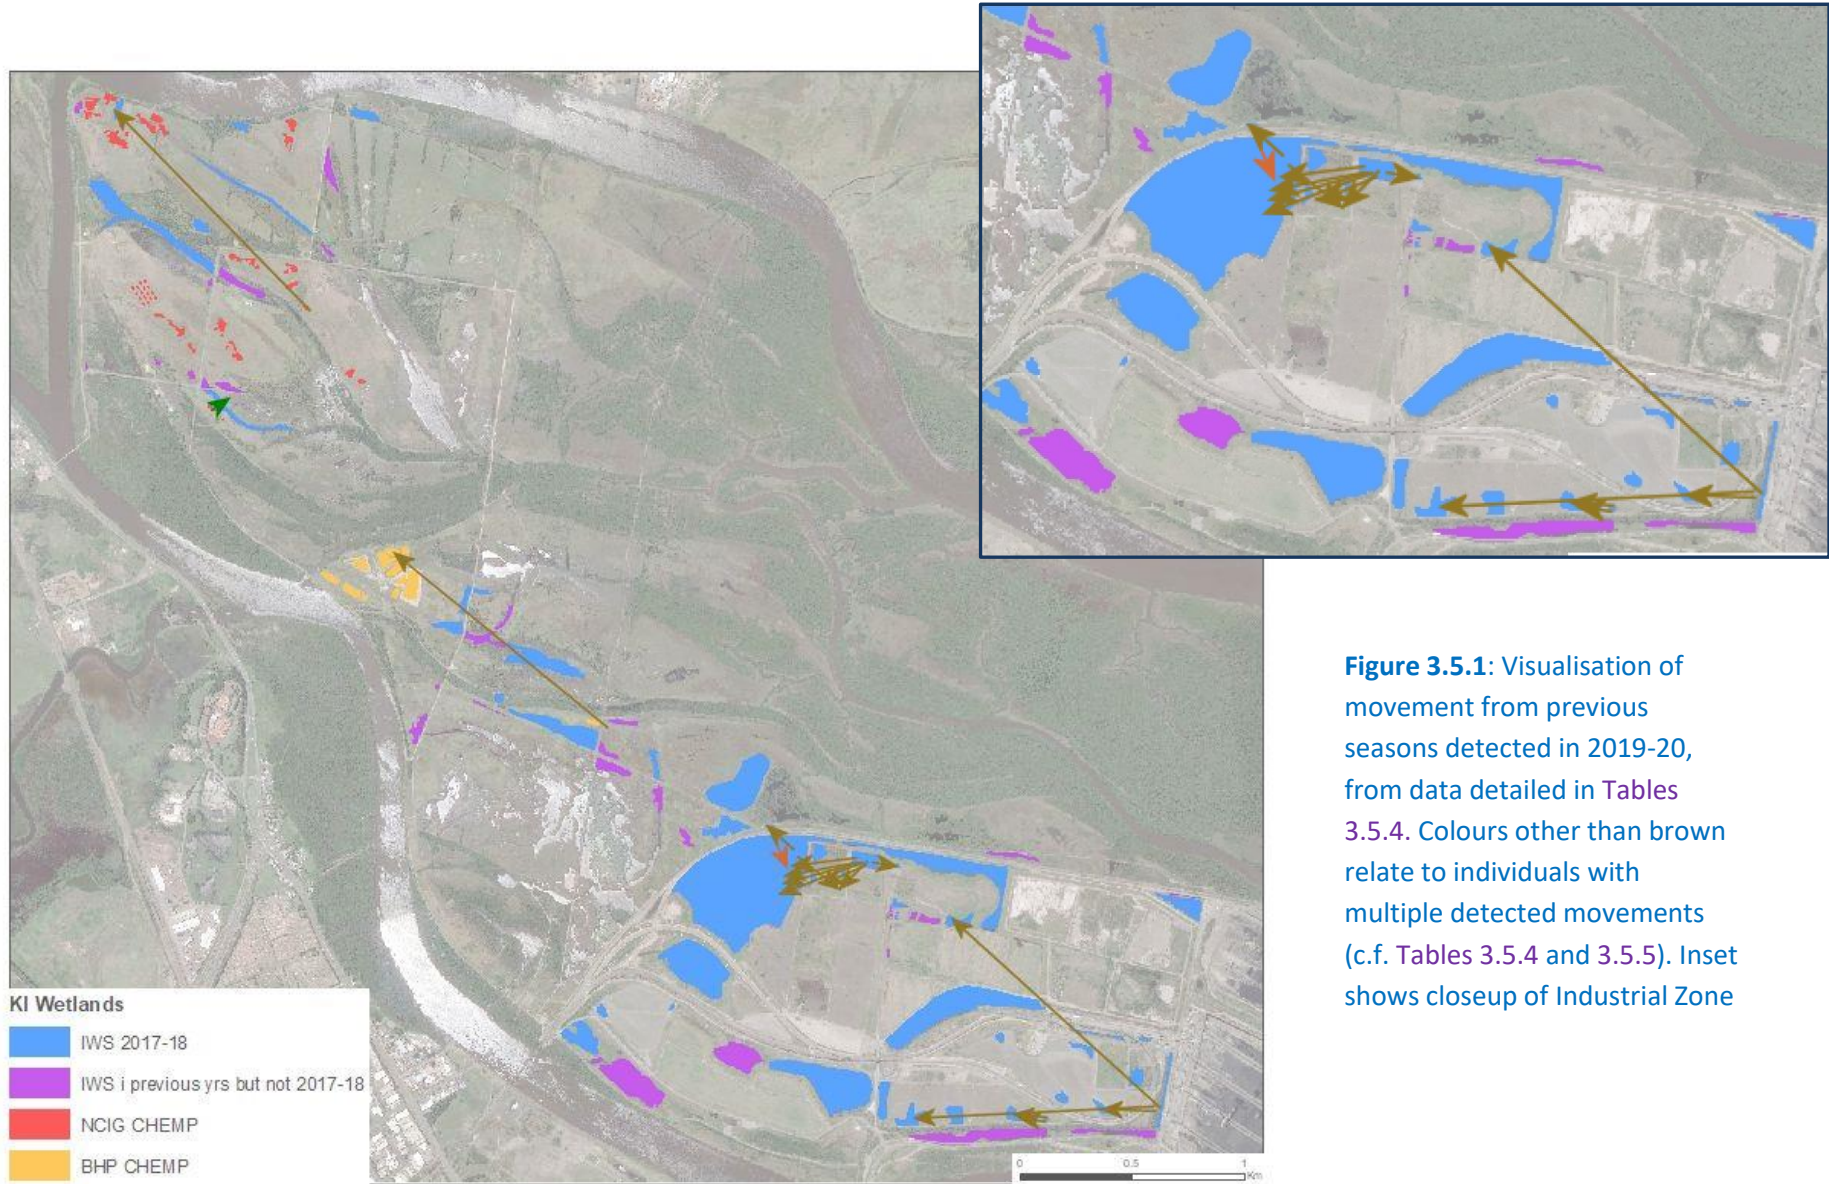 KI Wetlands
IWS 2017-18
IWS i previous yrs but not 2017-18
NCIG CHEMP
BHP CHEMP
0 0.5 1
Km
Figure 3.5.1: Visualisation of
movement from previous
seasons detected in 2019-20,
from data detailed in Tables
3.5.4. Colours other than brown
relate to individuals with
multiple detected movements
(c.f. Tables 3.5.4 and 3.5.5). Inset
shows closeup of Industrial Zone